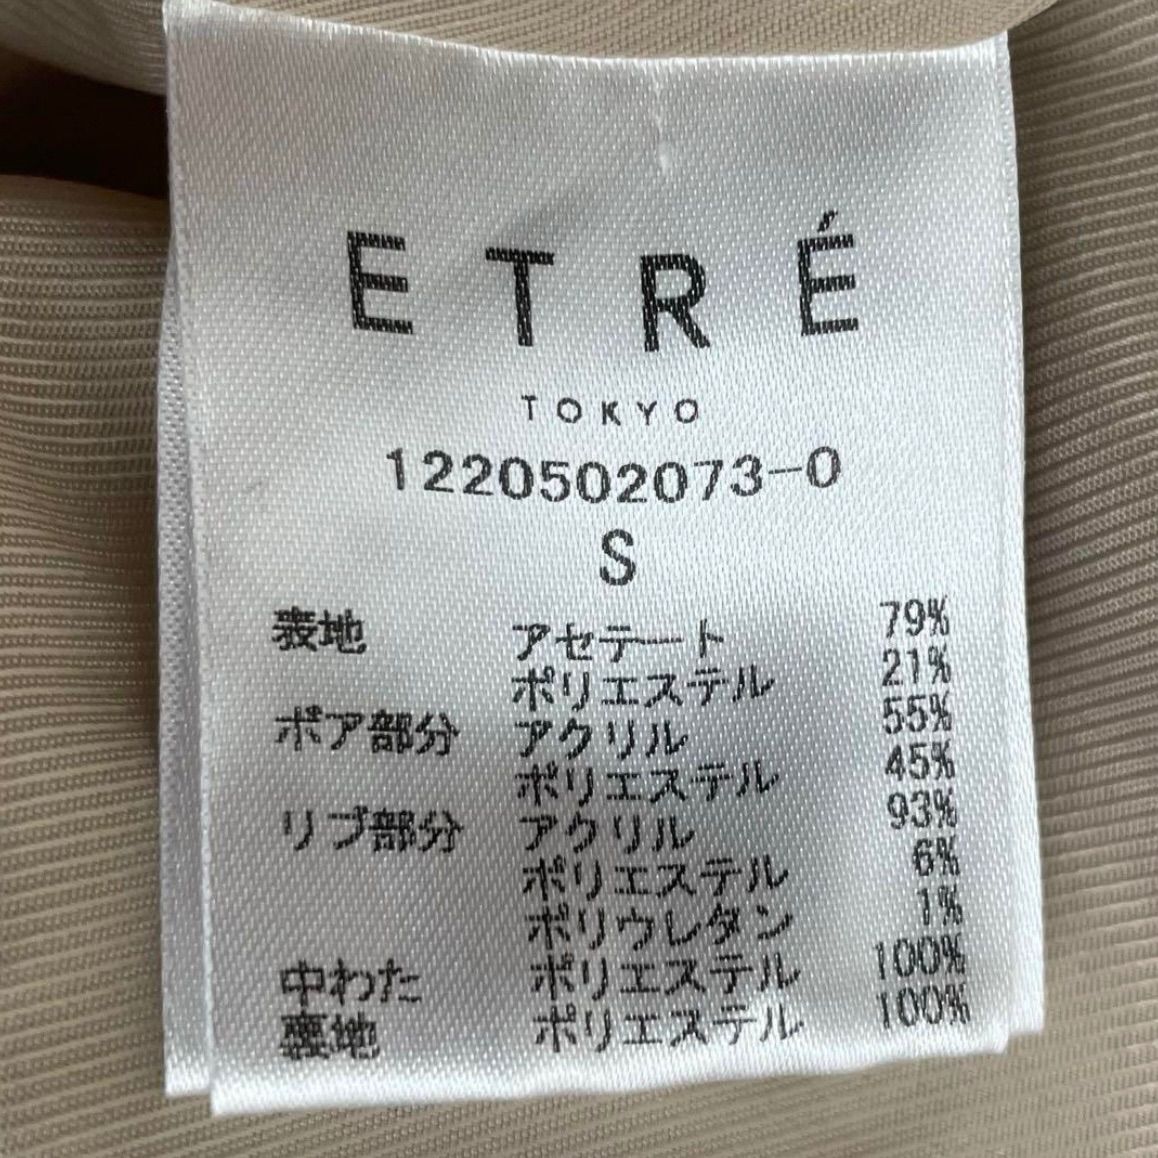 ETRÉ
TOKYO
1220502073-0
S
表地 アセテート 79%
ポリエステル 21%
ボア部分 アクリル 55%
ポリエステル 45%
リブ部分 アクリル 93%
ポリエステル 6%
ポリウレタン 1%
中わた ポリエステル 100%
裏地 ポリエステル 100%